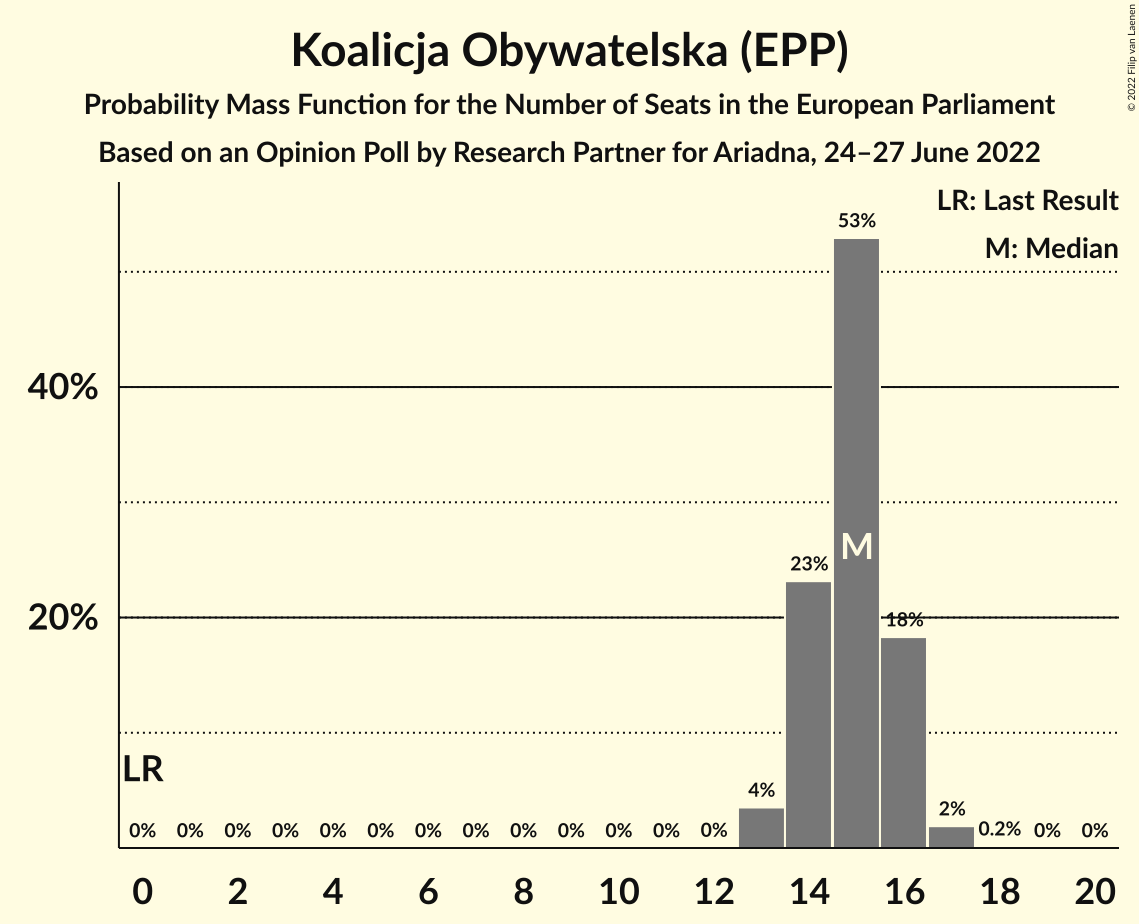 Koalicja Obywatelska (EPP)
Probability Mass Function for the Number of Seats in the European Parliament
Based on an Opinion Poll by Research Partner for Ariadna, 24–27 June 2022
© 2022 Filip van Laenen
LR: Last Result
M: Median
53%
40%
M
23%
20%
18%
LR
4%
2%
0% 0% 0% 0% 0% 0% 0% 0% 0% 0% 0% 0% 0% 0.2% 0% 0%
0 2 4 6 8 10 12 14 16 18 20